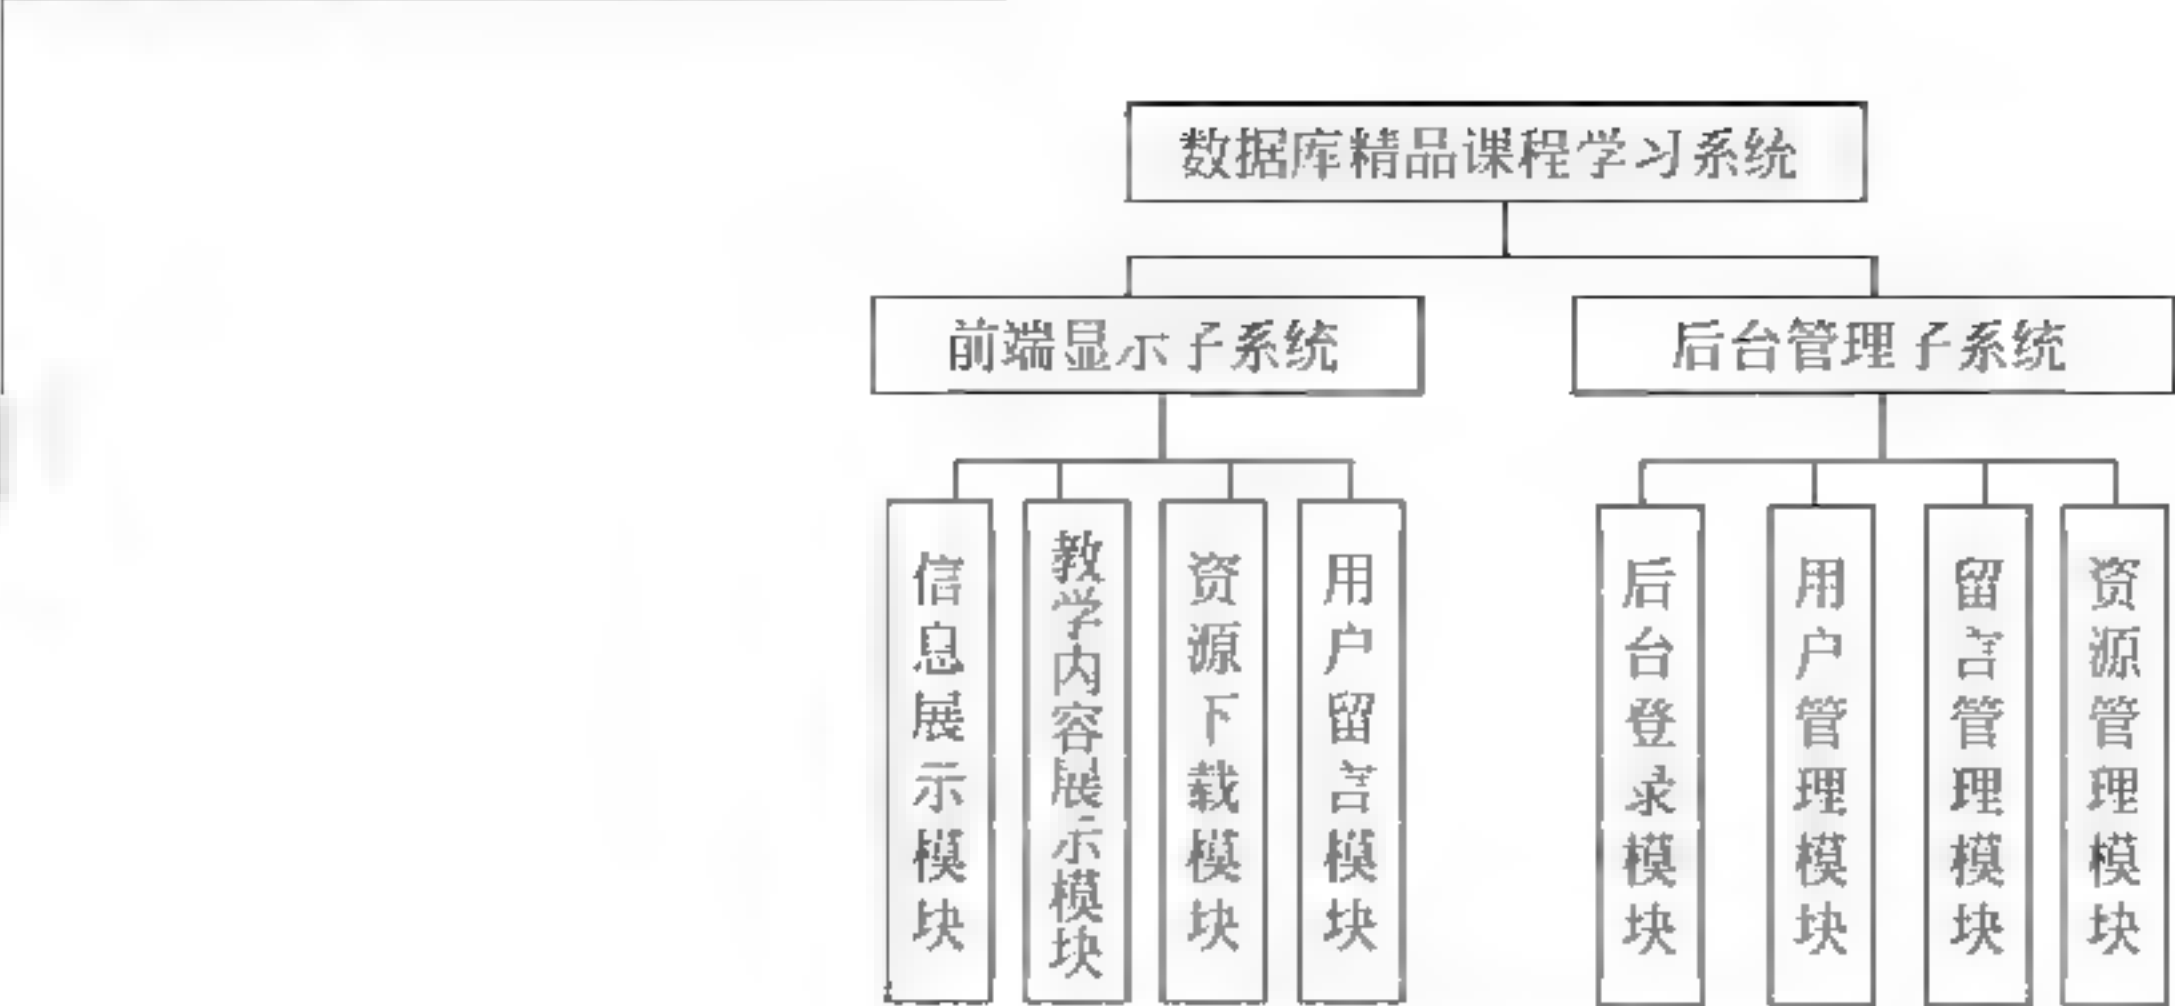 数据库精品课程学习系统
前端显示子系统
后台管理子系统
信息展示模块
教学内容展示模块
资源下载模块
用户留言模块
后台登录模块
用户管理模块
留言管理模块
资源管理模块